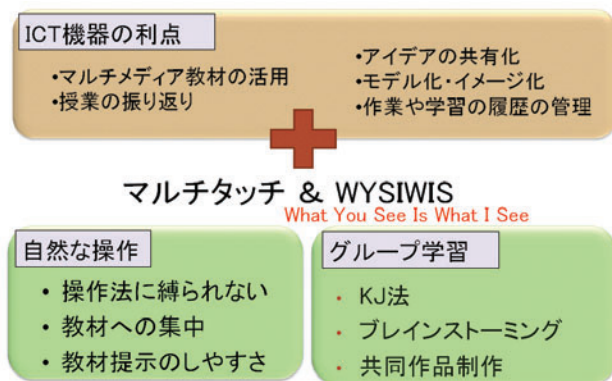 ICT機器の利点
・マルチメディア教材の活用
・授業の振り返り
・アイデアの共有化
・モデル化・イメージ化
・作業や学習の履歴の管理
マルチタッチ & WYSIWIS
What You See Is What I See
自然な操作
• 操作法に縛られない
• 教材への集中
• 教材提示のしやすさ
グループ学習
• KJ法
• ブレインストーミング
• 共同作品制作